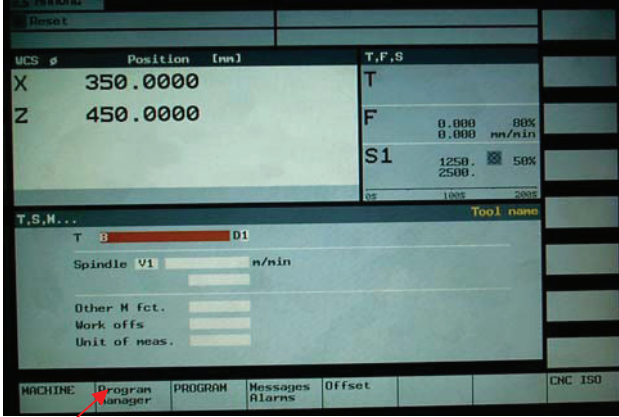 Reset
WCS ø Position [mm]
X 350.0000
Z 450.0000
T,F,S
T
F 0.000 80%
0.000 mm/min
S1 1250. 50%
2500.
0% 100% 200%
T,S,M... Tool name
T 3 D1
Spindle V1 m/min
Other M fct.
Work offs
Unit of meas.
MACHINE Program manager PROGRAM Messages Alarms Offset CNC ISO